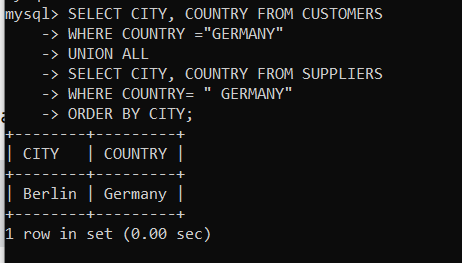 mysql> SELECT CITY, COUNTRY FROM CUSTOMERS
    -> WHERE COUNTRY ="GERMANY"
    -> UNION ALL
    -> SELECT CITY, COUNTRY FROM SUPPLIERS
    -> WHERE COUNTRY= " GERMANY"
    -> ORDER BY CITY;
+--------+---------+
| CITY   | COUNTRY |
+--------+---------+
| Berlin | Germany |
+--------+---------+
1 row in set (0.00 sec)